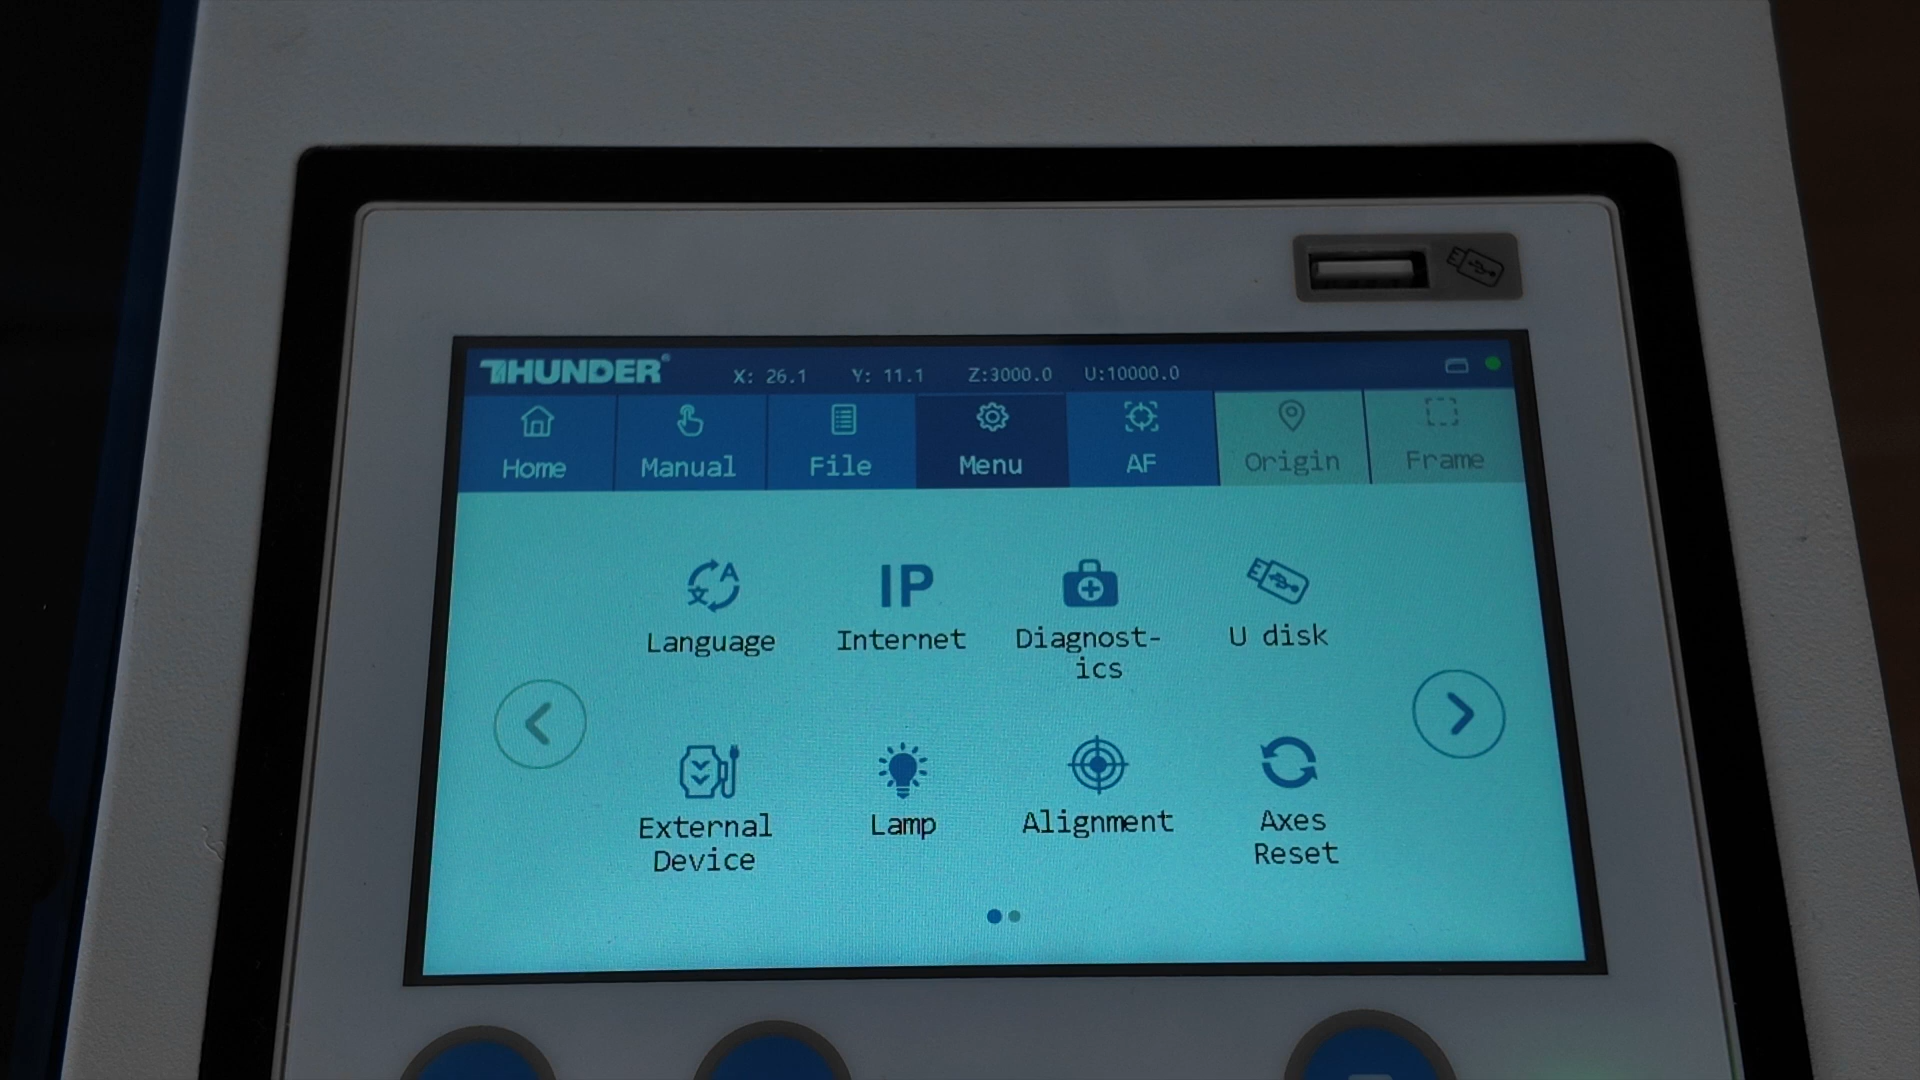 THUNDER®
X: 26.1 Y: 11.1 Z:3000.0 U:10000.0
Home Manual File Menu AF Origin Frame
Language
IP
Internet
Diagnost-
ics
U disk
External
Device
Lamp
Alignment
Axes
Reset